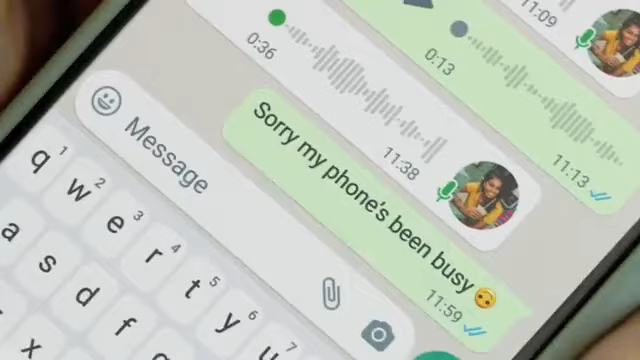 11:09
0:13
11:13
0:36
11:38
Sorry my phone's been busy 🙃
11:59
Message
q 1 w 2 e 3 r 4 t 5 y 6 u 7
a s d f
x